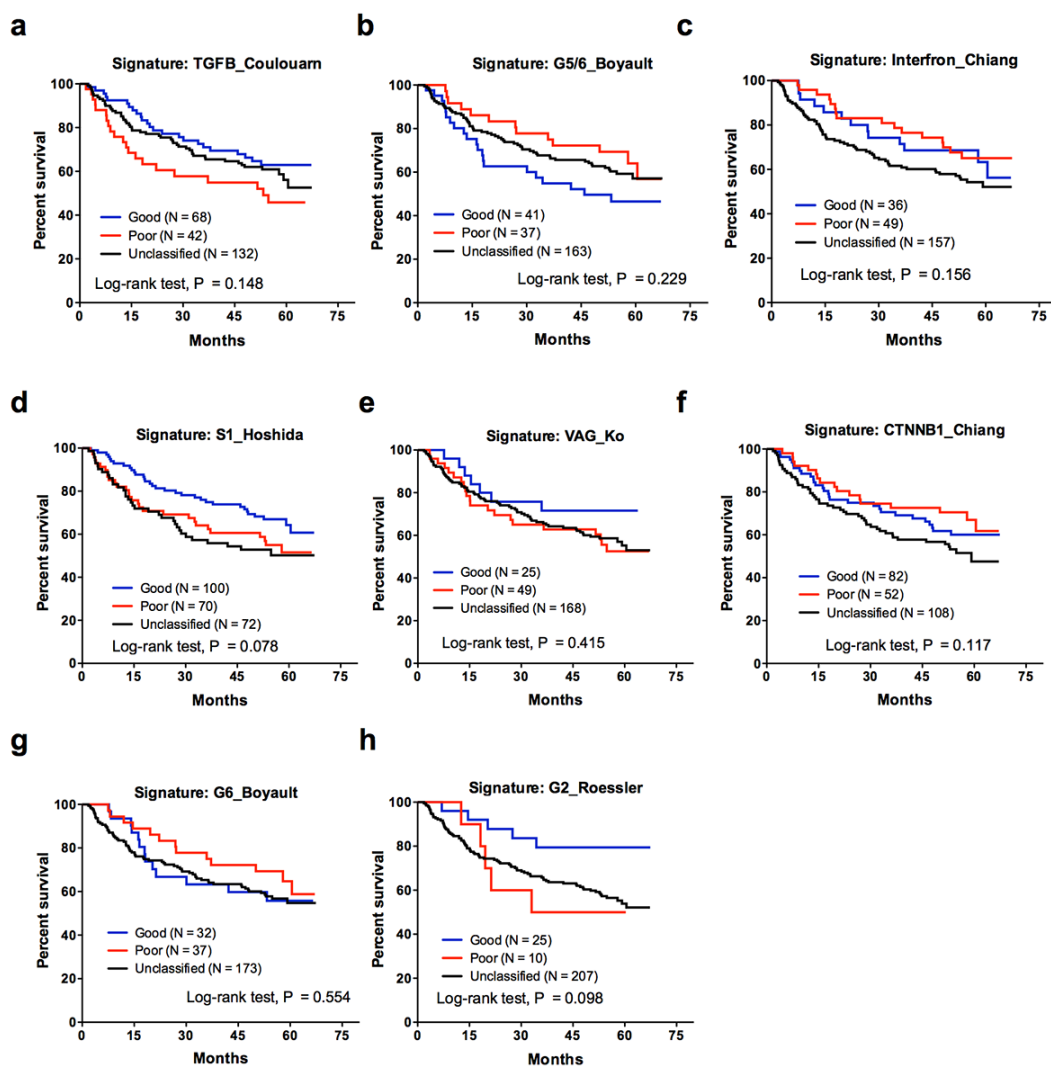 a
Signature: TGFB_Coulouarn
Percent survival
100
80
60
40
20
0
Good (N = 68)
Poor (N = 42)
Unclassified (N = 132)
Log-rank test, P = 0.148
0 15 30 45 60 75
Months
b
Signature: G5/6_Boyault
Percent survival
100
80
60
40
20
0
Good (N = 41)
Poor (N = 37)
Unclassified (N = 163)
Log-rank test, P = 0.229
0 15 30 45 60 75
Months
c
Signature: Interfron_Chiang
Percent survival
100
80
60
40
20
0
Good (N = 36)
Poor (N = 49)
Unclassified (N = 157)
Log-rank test, P = 0.156
0 15 30 45 60 75
Months
d
Signature: S1_Hoshida
Percent survival
100
80
60
40
20
0
Good (N = 100)
Poor (N = 70)
Unclassified (N = 72)
Log-rank test, P = 0.078
0 15 30 45 60 75
Months
e
Signature: VAG_Ko
Percent survival
100
80
60
40
20
0
Good (N = 25)
Poor (N = 49)
Unclassified (N = 168)
Log-rank test, P = 0.415
0 15 30 45 60 75
Months
f
Signature: CTNNB1_Chiang
Percent survival
100
80
60
40
20
0
Good (N = 82)
Poor (N = 52)
Unclassified (N = 108)
Log-rank test, P = 0.117
0 15 30 45 60 75
Months
g
Signature: G6_Boyault
Percent survival
100
80
60
40
20
0
Good (N = 32)
Poor (N = 37)
Unclassified (N = 173)
Log-rank test, P = 0.554
0 15 30 45 60 75
Months
h
Signature: G2_Roessler
Percent survival
100
80
60
40
20
0
Good (N = 25)
Poor (N = 10)
Unclassified (N = 207)
Log-rank test, P = 0.098
0 15 30 45 60 75
Months